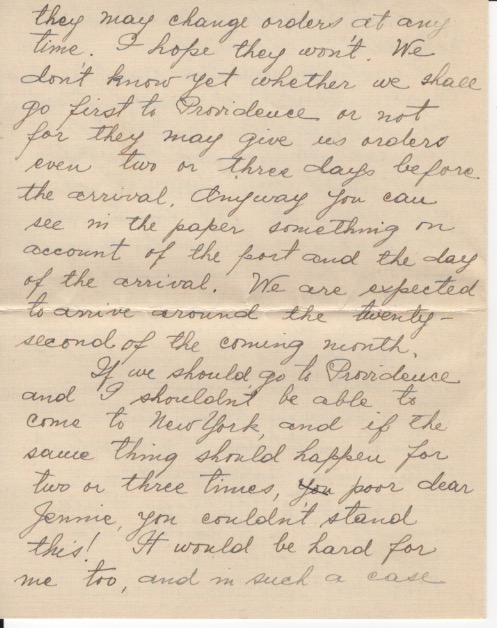 they may change orders at any
time. I hope they won't. We
don't know yet whether we shall
go first to Providence or not
for they may give us orders
even two or three days before
the arrival. Anyway you can
see in the paper something on
account of the port and the day
of the arrival. We are expected
to arrive around the twenty-
second of the coming month.
If we should go to Providence
and I shouldn't be able to
come to New York, and if the
same thing should happen for
two or three times, you poor dear
Jennie, you couldn't stand
this! It would be hard for
me too, and in such a case